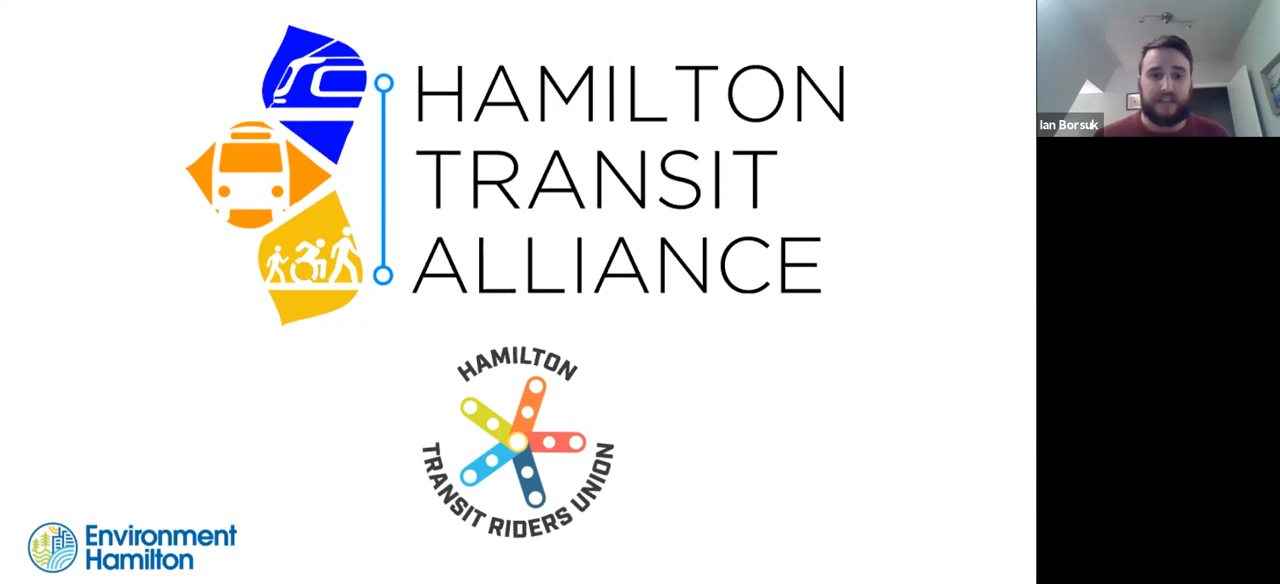 HAMILTON
TRANSIT
ALLIANCE
HAMILTON
TRANSIT RIDERS UNION
Environment
Hamilton
Ian Borsuk